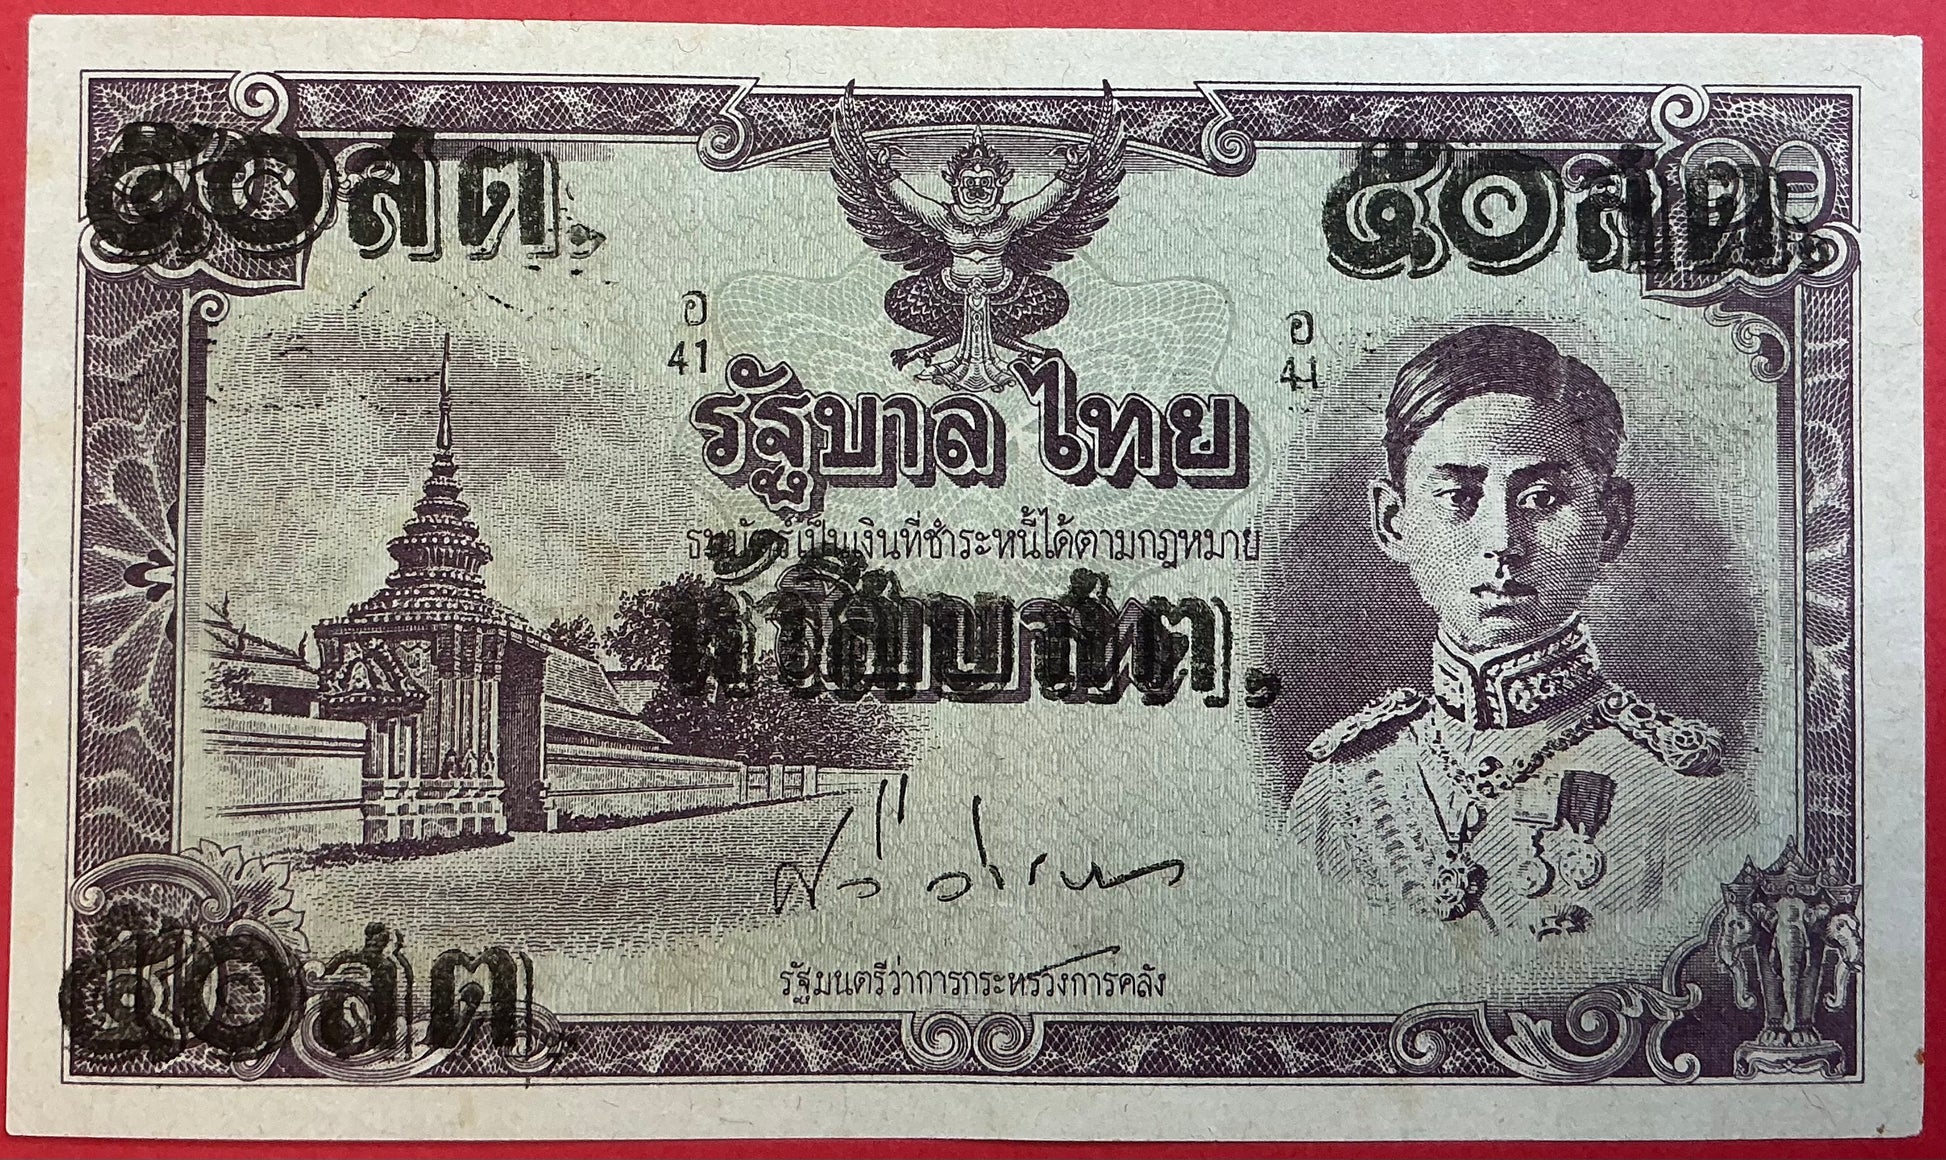 ๕๐ สต.
๕๐ สต.
อ
41
อ
41
รัฐบาลไทย
ธนบัตร์เป็นเงินที่ชำระหนี้ได้ตามกฎหมาย
ห้าสิบสต.
รัฐมนตรีว่าการกระทรวงการคลัง
๕๐ สต.